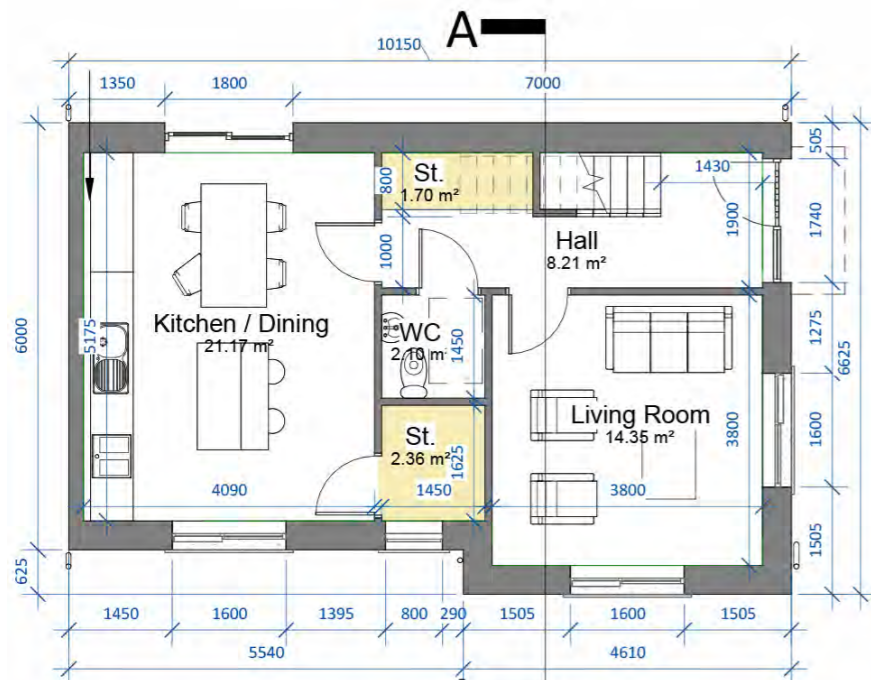 A
10150
1350
1800
7000
505
St.
1.70 m²
800
1430
1900
1740
Hall
8.21 m²
1000
6000
Kitchen / Dining
21.17 m²
5175
WC
2.10 m²
1450
1275
6625
Living Room
14.35 m²
3800
1600
St.
2.36 m²
1625
4090
1450
3800
625
1505
1450
1600
1395
800
290
1505
1600
1505
5540
4610